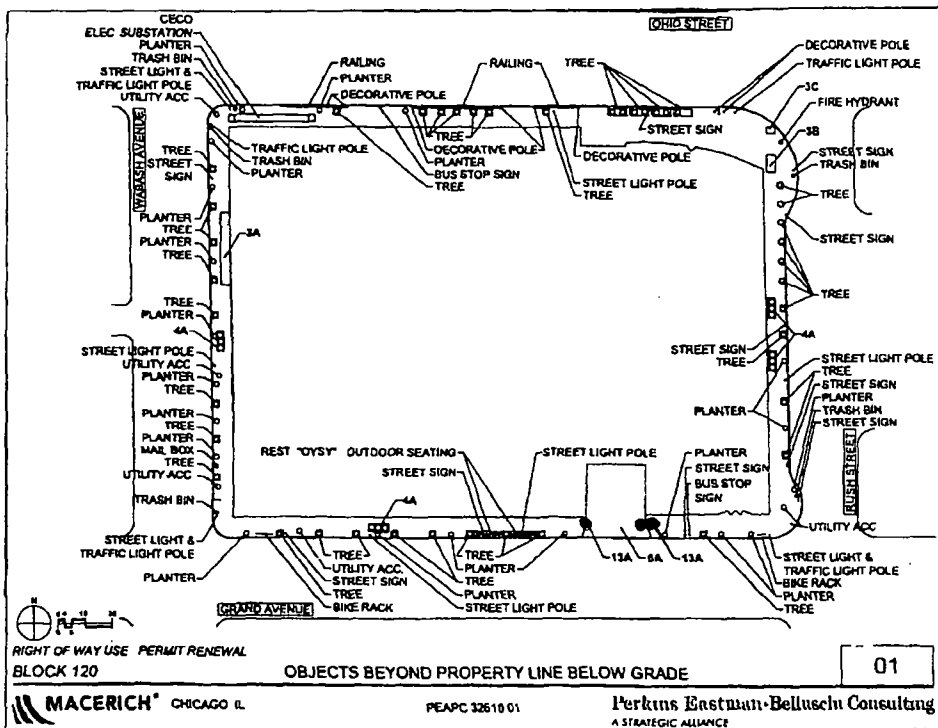 CECO
ELEC SUBSTATION
PLANTER
TRASH BIN
STREET LIGHT &
TRAFFIC LIGHT POLE
UTILITY ACC
RAILING
PLANTER
DECORATIVE POLE
RAILING
OHIO STREET
TREE
DECORATIVE POLE
TRAFFIC LIGHT POLE
3C
FIRE HYDRANT
3B
STREET SIGN
TRASH BIN
TREE
STREET SIGN
TREE
STREET SIGN
DECORATIVE POLE
TREE
DECORATIVE POLE
PLANTER
BUS STOP SIGN
TREE
STREET LIGHT POLE
TREE
TRAFFIC LIGHT POLE
TRASH BIN
PLANTER
WABASH AVENUE
TREE
STREET
SIGN
PLANTER
TREE
PLANTER
TREE
3A
TREE
PLANTER
4A
STREET LIGHT POLE
UTILITY ACC
PLANTER
TREE
PLANTER
TREE
PLANTER
MAIL BOX
TREE
UTILITY ACC
TRASH BIN
STREET LIGHT &
TRAFFIC LIGHT POLE
PLANTER
4A
STREET SIGN
TREE
STREET LIGHT POLE
TREE
STREET SIGN
PLANTER
TRASH BIN
STREET SIGN
PLANTER
RUSH STREET
REST "OYSY" OUTDOOR SEATING
STREET SIGN
STREET LIGHT POLE
PLANTER
STREET SIGN
BUS STOP
SIGN
4A
UTILITY ACC
TREE
UTILITY ACC.
STREET SIGN
TREE
BIKE RACK
TREE
PLANTER
TREE
PLANTER
STREET LIGHT POLE
13A
6A
13A
STREET LIGHT &
TRAFFIC LIGHT POLE
BIKE RACK
PLANTER
TREE
GRAND AVENUE
N
RIGHT OF WAY USE PERMIT RENEWAL
BLOCK 120
OBJECTS BEYOND PROPERTY LINE BELOW GRADE
01
MACERICH® CHICAGO IL
PEAPC 32610 01
Perkins Eastman-Belluschi Consulting
A STRATEGIC ALLIANCE